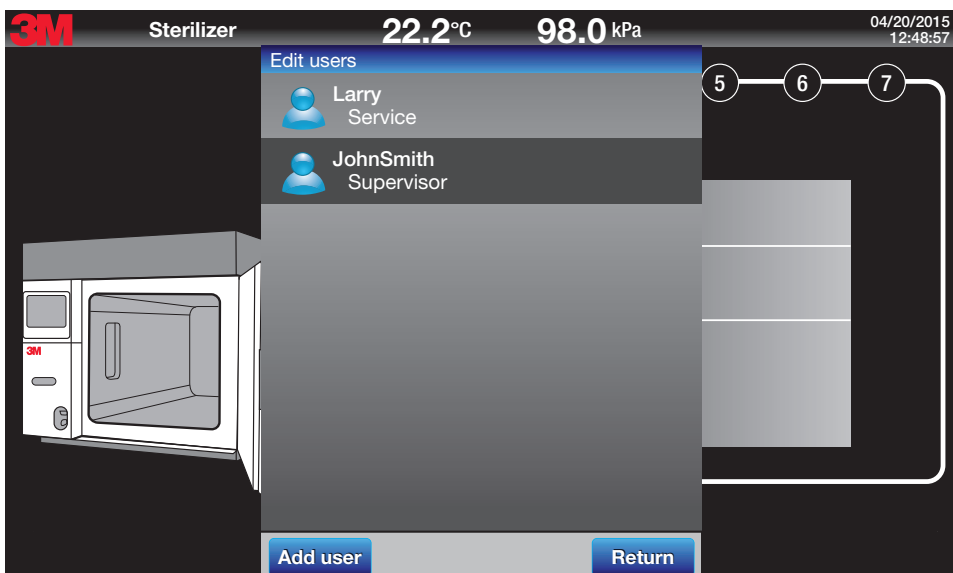 3M Sterilizer 22.2°C 98.0 kPa 04/20/2015
12:48:57
Edit users
Larry
Service
JohnSmith
Supervisor
5 6 7
3M
Add user Return